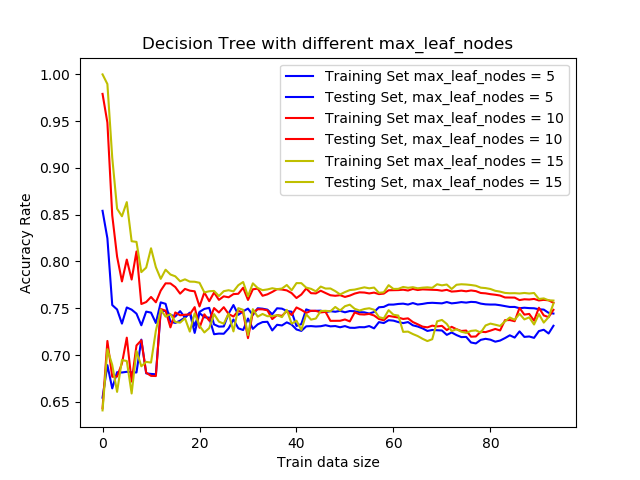 Decision Tree with different max_leaf_nodes
Training Set max_leaf_nodes = 5
Testing Set, max_leaf_nodes = 5
Training Set max_leaf_nodes = 10
Testing Set, max_leaf_nodes = 10
Training Set max_leaf_nodes = 15
Testing Set, max_leaf_nodes = 15
Accuracy Rate
1.00
0.95
0.90
0.85
0.80
0.75
0.70
0.65
0 20 40 60 80
Train data size